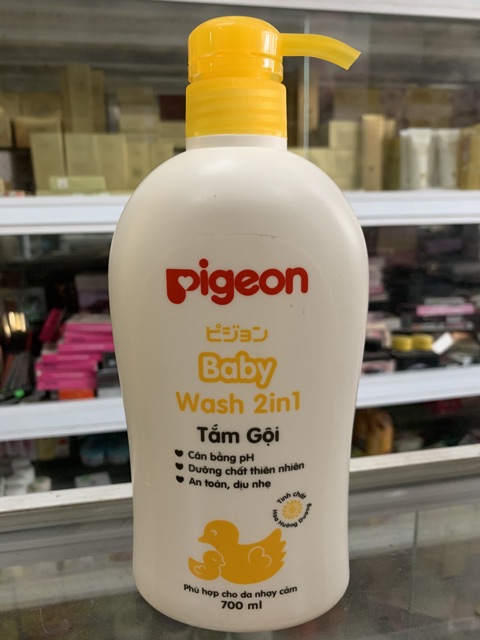 pigeon
ピジョン
Baby
Wash 2in1
Tắm Gội
Cân bằng pH
Dưỡng chất thiên nhiên
An toàn, dịu nhẹ
Tinh chất
Hoa Hướng Dương
Phù hợp cho da nhạy cảm
700 ml